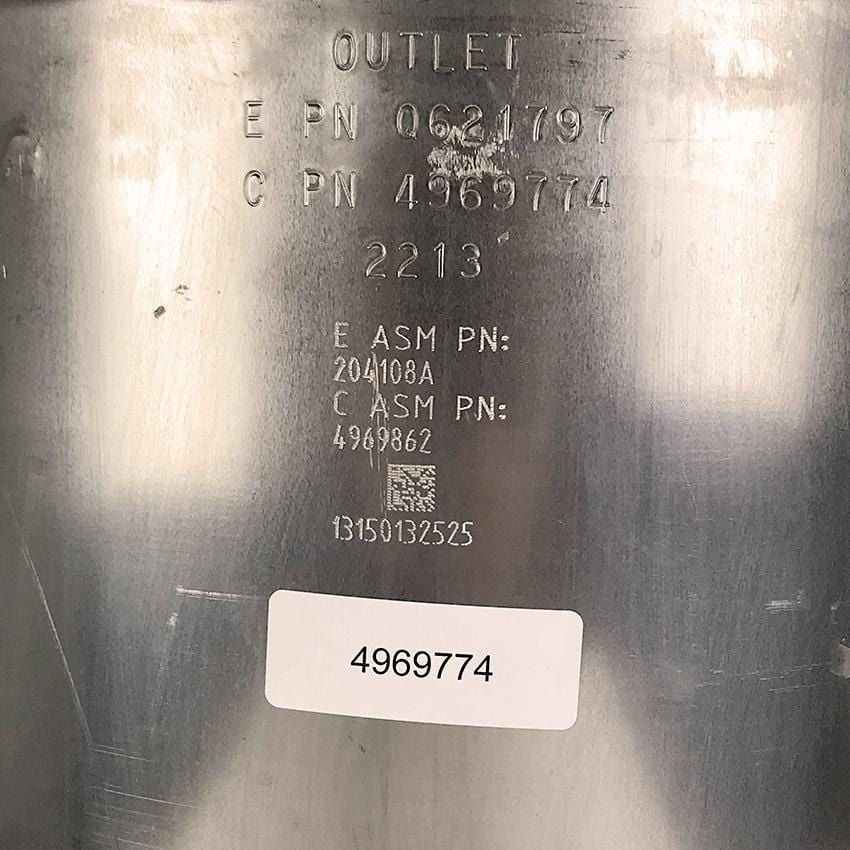 OUTLET
E PN Q621797
C PN 4969774
2213
E ASM PN:
204108A
C ASM PN:
4969862
13150132525
4969774